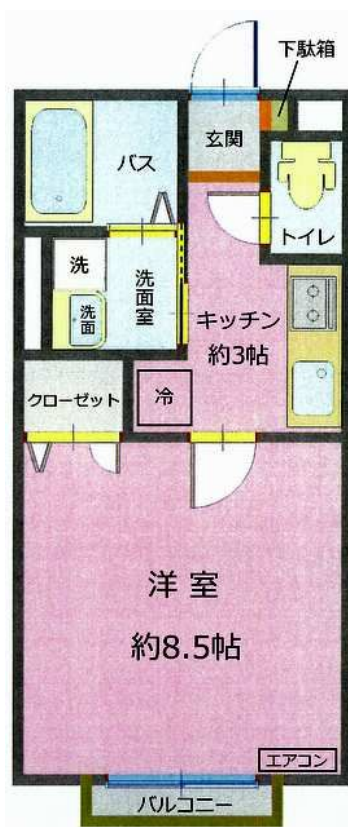 下駄箱
玄関
バス
トイレ
洗
洗面
洗面室
キッチン
約3帖
クローゼット
冷
洋室
約8.5帖
エアコン
バルコニー